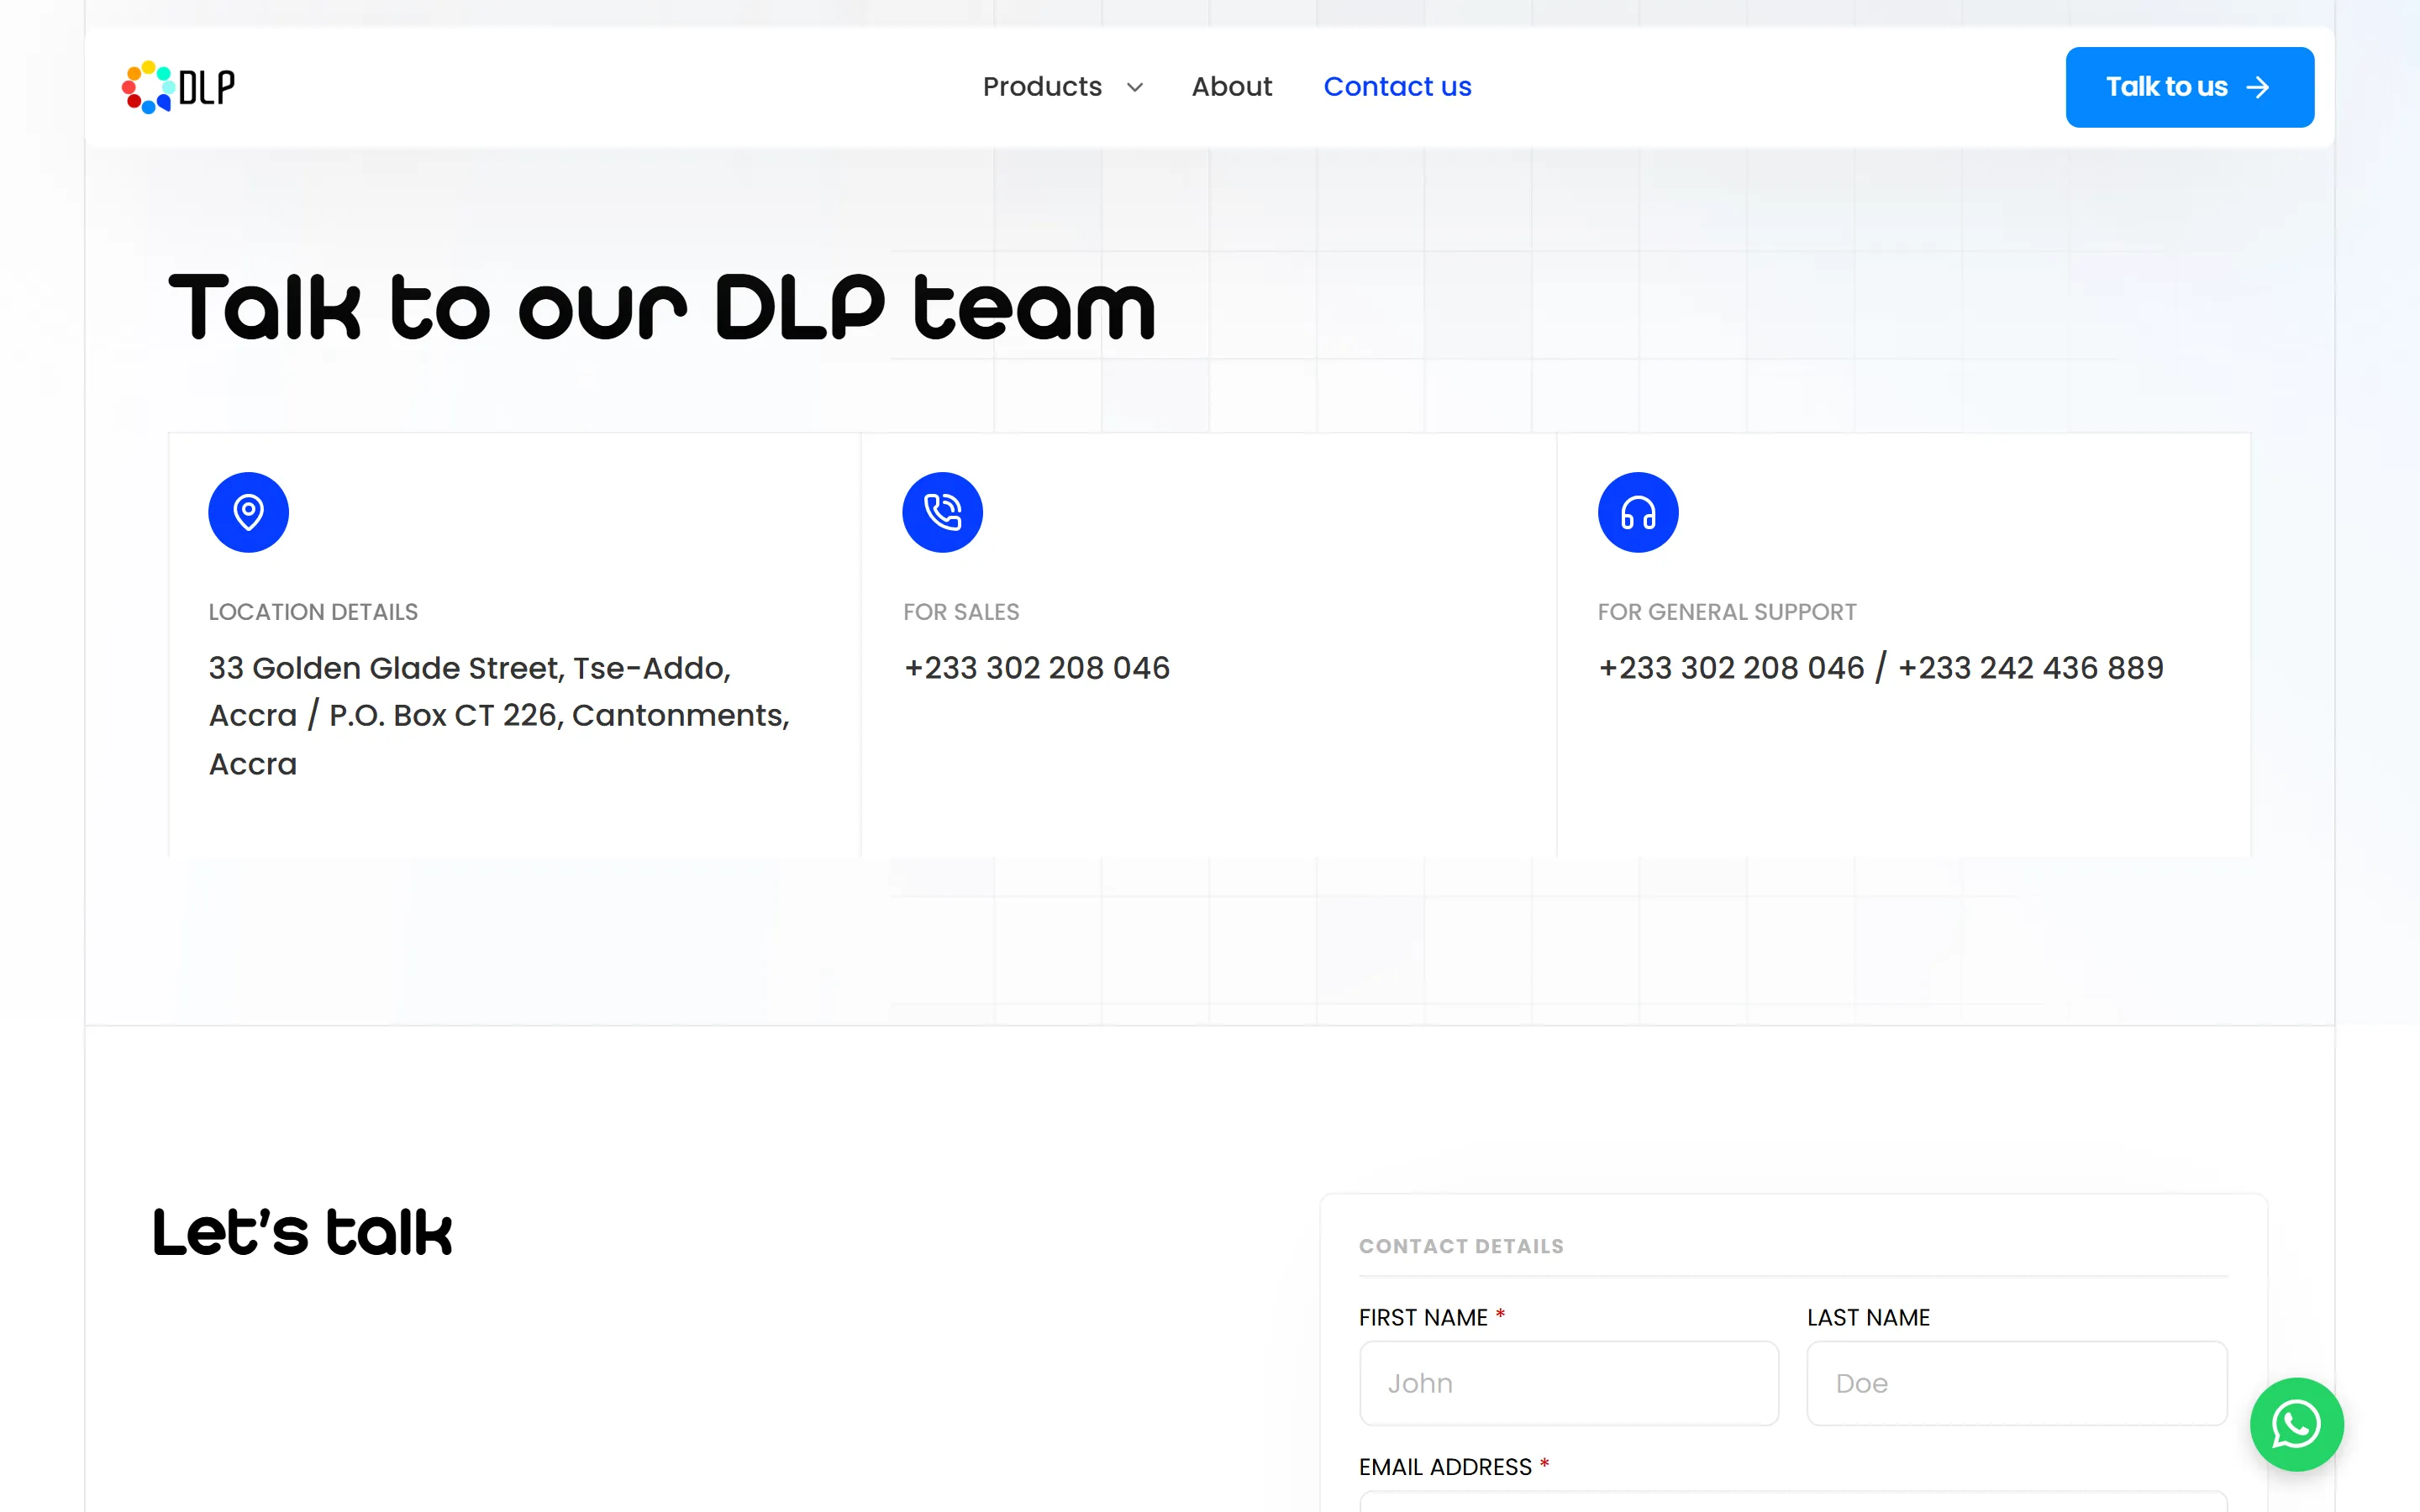 DLP
Products
About
Contact us
Talk to us
Talk to our DLP team
LOCATION DETAILS
33 Golden Glade Street, Tse-Addo,
Accra / P.O. Box CT 226, Cantonments,
Accra
FOR SALES
+233 302 208 046
FOR GENERAL SUPPORT
+233 302 208 046 / +233 242 436 889
Let's talk
CONTACT DETAILS
FIRST NAME *
LAST NAME
John
Doe
EMAIL ADDRESS *